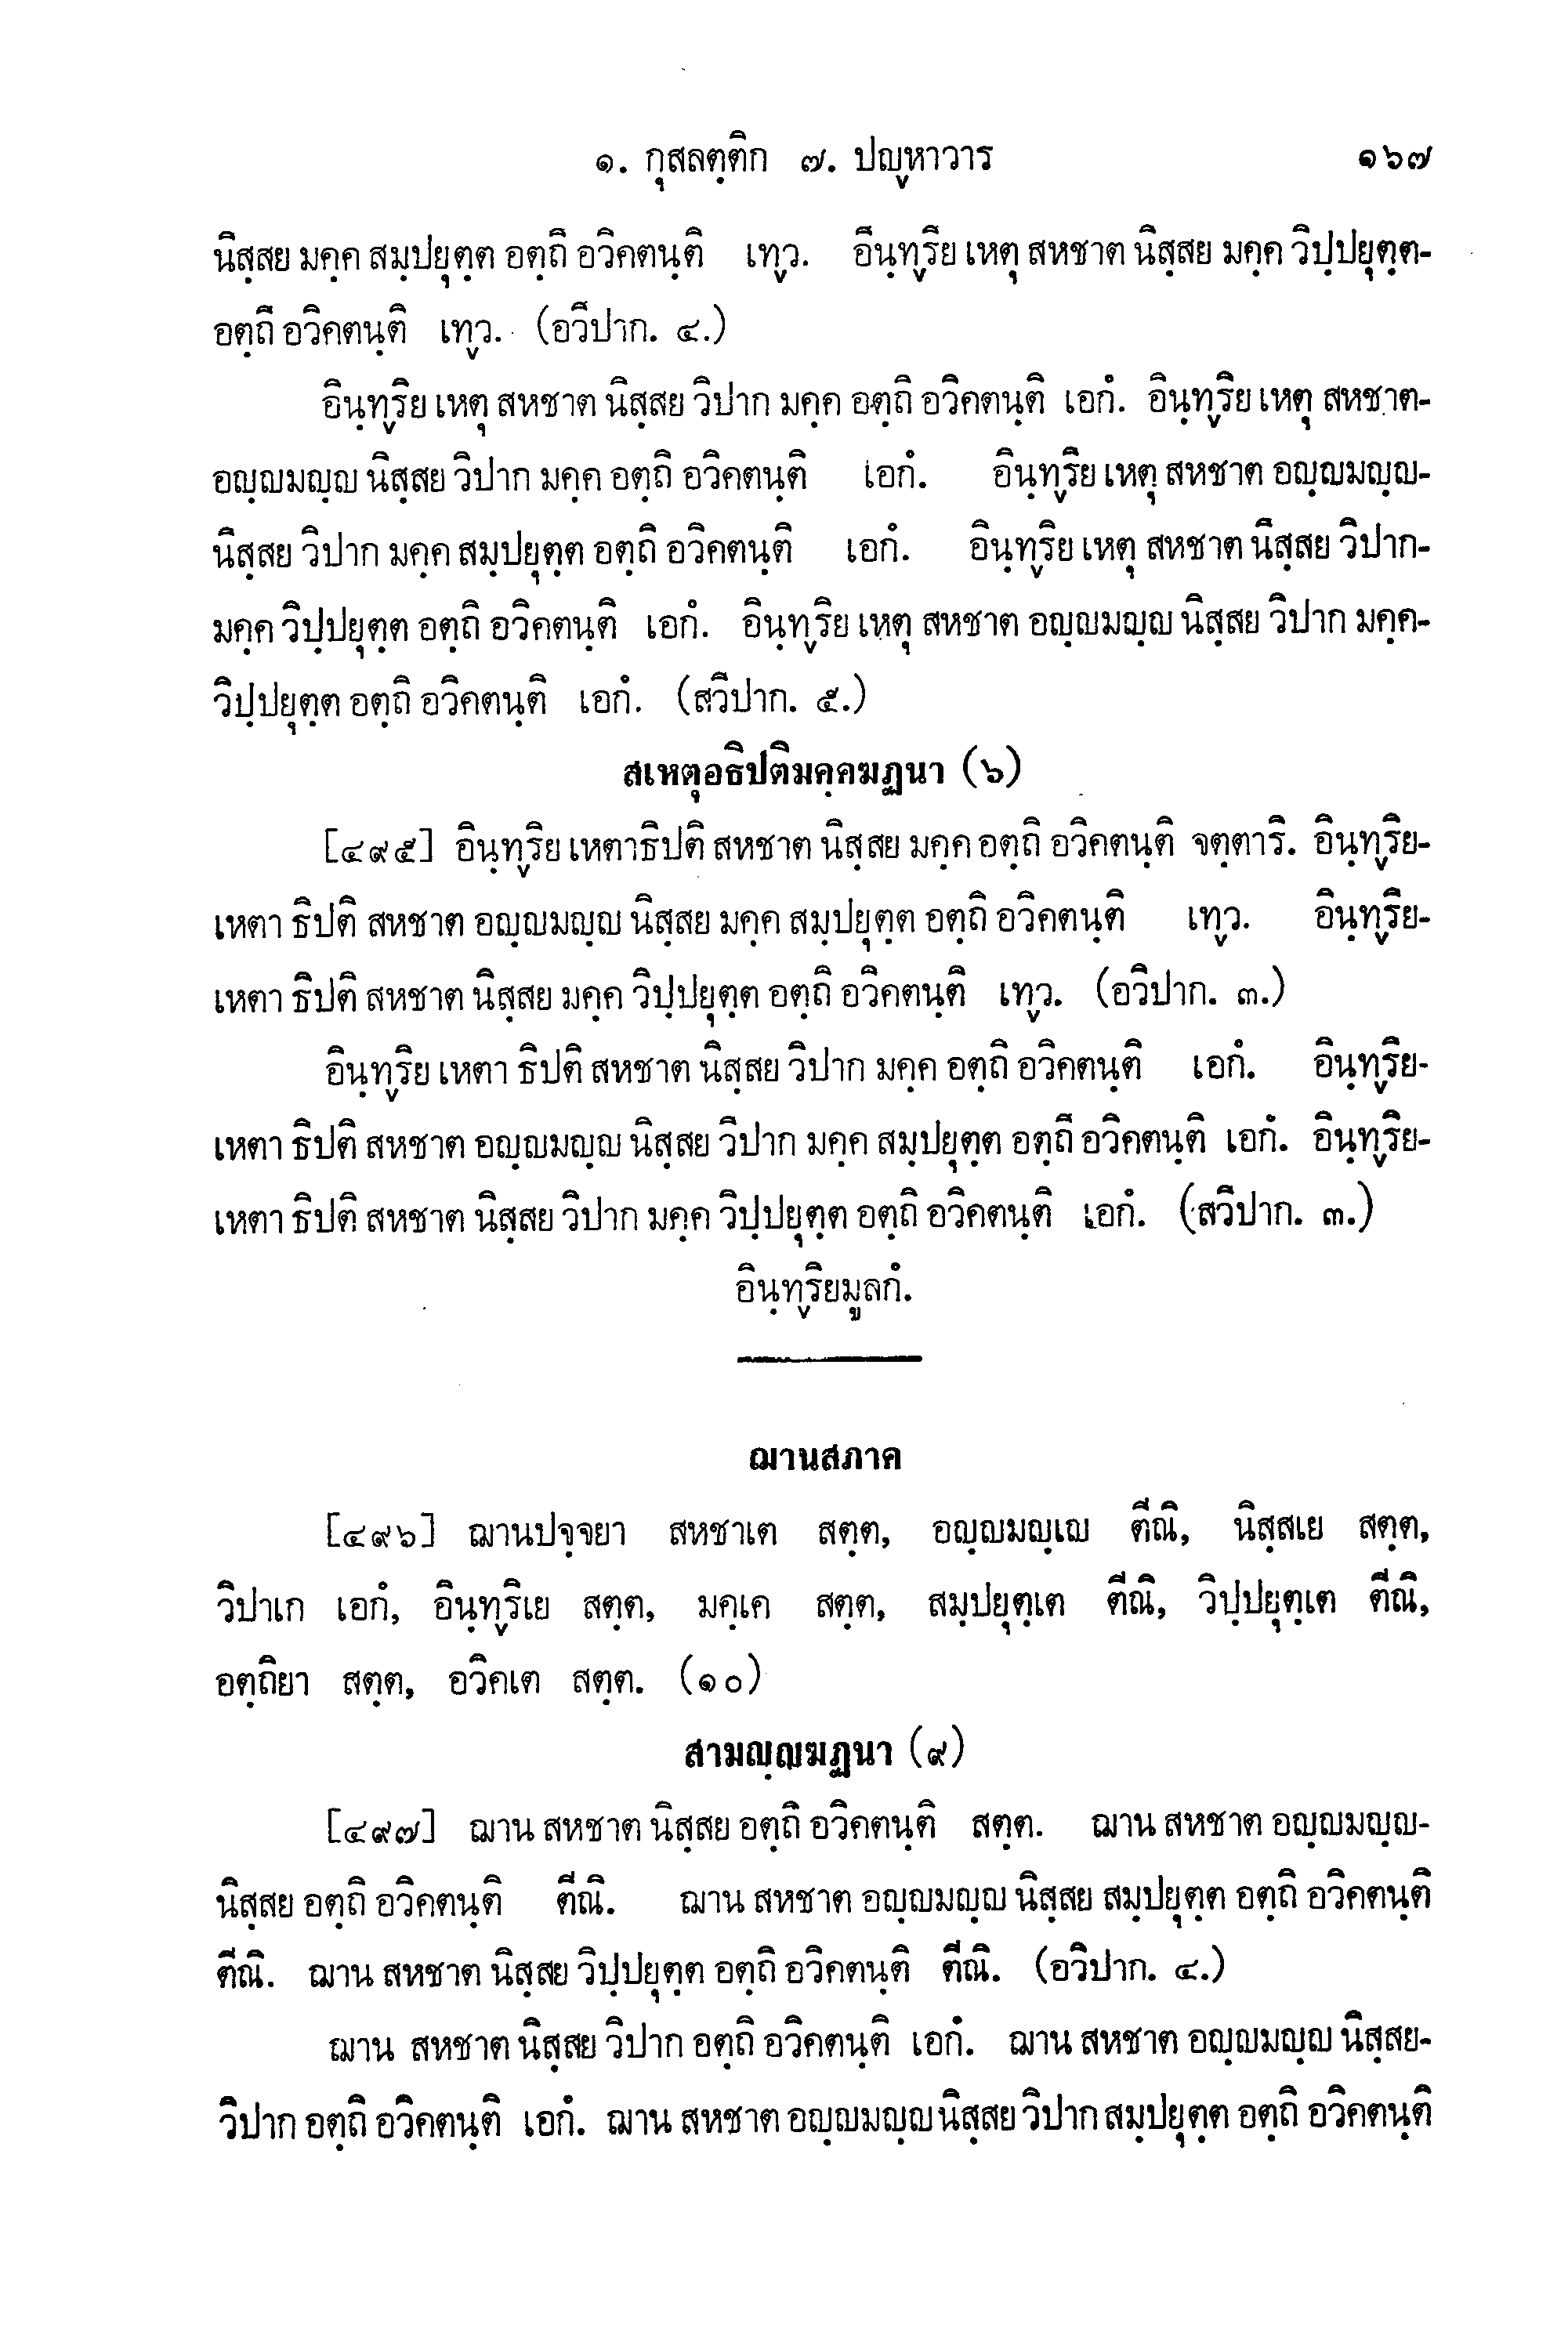 ๑. กุสลตฺติก ๗. ปญฺหาวาร ๑๖๗
นิสฺสย มคฺค สมฺปยุตฺต อตฺถิ อวิคตนฺติ เทฺว. อินฺทฺริย เหตุ สหชาต นิสฺสย มคฺค วิปฺปยุตฺต-
อตฺถิ อวิคตนฺติ เทฺว. (อวิปาก. ๔.)
อินฺทฺริย เหตุ สหชาต นิสฺสย วิปาก มคฺค อตฺถิ อวิคตนฺติ เอกํ. อินฺทฺริย เหตุ สหชาต-
อญฺญมญฺญ นิสฺสย วิปาก มคฺค อตฺถิ อวิคตนฺติ เอกํ. อินฺทฺริย เหตุ สหชาต อญฺญมญฺญ-
นิสฺสย วิปาก มคฺค สมฺปยุตฺต อตฺถิ อวิคตนฺติ เอกํ. อินฺทฺริย เหตุ สหชาต นิสฺสย วิปาก-
มคฺค วิปฺปยุตฺต อตฺถิ อวิคตนฺติ เอกํ. อินฺทฺริย เหตุ สหชาต อญฺญมญฺญ นิสฺสย วิปาก มคฺค-
วิปฺปยุตฺต อตฺถิ อวิคตนฺติ เอกํ. (สวิปาก. ๕.)
สเหตุอธิปติมคฺคฆฏนา (๖)
[๔๙๕] อินฺทฺริย เหตาธิปติ สหชาต นิสฺสย มคฺค อตฺถิ อวิคตนฺติ จตฺตาริ. อินฺทฺริย-
เหตา ธิปติ สหชาต อญฺญมญฺญ นิสฺสย มคฺค สมฺปยุตฺต อตฺถิ อวิคตนฺติ เทฺว. อินฺทฺริย-
เหตา ธิปติ สหชาต นิสฺสย มคฺค วิปฺปยุตฺต อตฺถิ อวิคตนฺติ เทฺว. (อวิปาก. ๓.)
อินฺทฺริย เหตา ธิปติ สหชาต นิสฺสย วิปาก มคฺค อตฺถิ อวิคตนฺติ เอกํ. อินฺทฺริย-
เหตา ธิปติ สหชาต อญฺญมญฺญ นิสฺสย วิปาก มคฺค สมฺปยุตฺต อตฺถิ อวิคตนฺติ เอกํ. อินฺทฺริย-
เหตา ธิปติ สหชาต นิสฺสย วิปาก มคฺค วิปฺปยุตฺต อตฺถิ อวิคตนฺติ เอกํ. (สวิปาก. ๓.)
อินฺทฺริยมูลกํ.
ฌานสภาค
[๔๙๖] ฌานปจฺจยา สหชาเต สตฺต, อญฺญมญฺเญ ตีณิ, นิสฺสเย สตฺต,
วิปาเก เอกํ, อินฺทฺริเย สตฺต, มคฺเค สตฺต, สมฺปยุตฺเต ตีณิ, วิปฺปยุตฺเต ตีณิ,
อตฺถิยา สตฺต, อวิคเต สตฺต. (๑๐)
สามญฺญฆฏนา (๙)
[๔๙๗] ฌาน สหชาต นิสฺสย อตฺถิ อวิคตนฺติ สตฺต. ฌาน สหชาต อญฺญมญฺญ-
นิสฺสย อตฺถิ อวิคตนฺติ ตีณิ. ฌาน สหชาต อญฺญมญฺญ นิสฺสย สมฺปยุตฺต อตฺถิ อวิคตนฺติ
ตีณิ. ฌาน สหชาต นิสฺสย วิปฺปยุตฺต อตฺถิ อวิคตนฺติ ตีณิ. (อวิปาก. ๔.)
ฌาน สหชาต นิสฺสย วิปาก อตฺถิ อวิคตนฺติ เอกํ. ฌาน สหชาต อญฺญมญฺญ นิสฺสย-
วิปาก อตฺถิ อวิคตนฺติ เอกํ. ฌาน สหชาต อญฺญมญฺญ นิสฺสย วิปาก สมฺปยุตฺต อตฺถิ อวิคตนฺติ